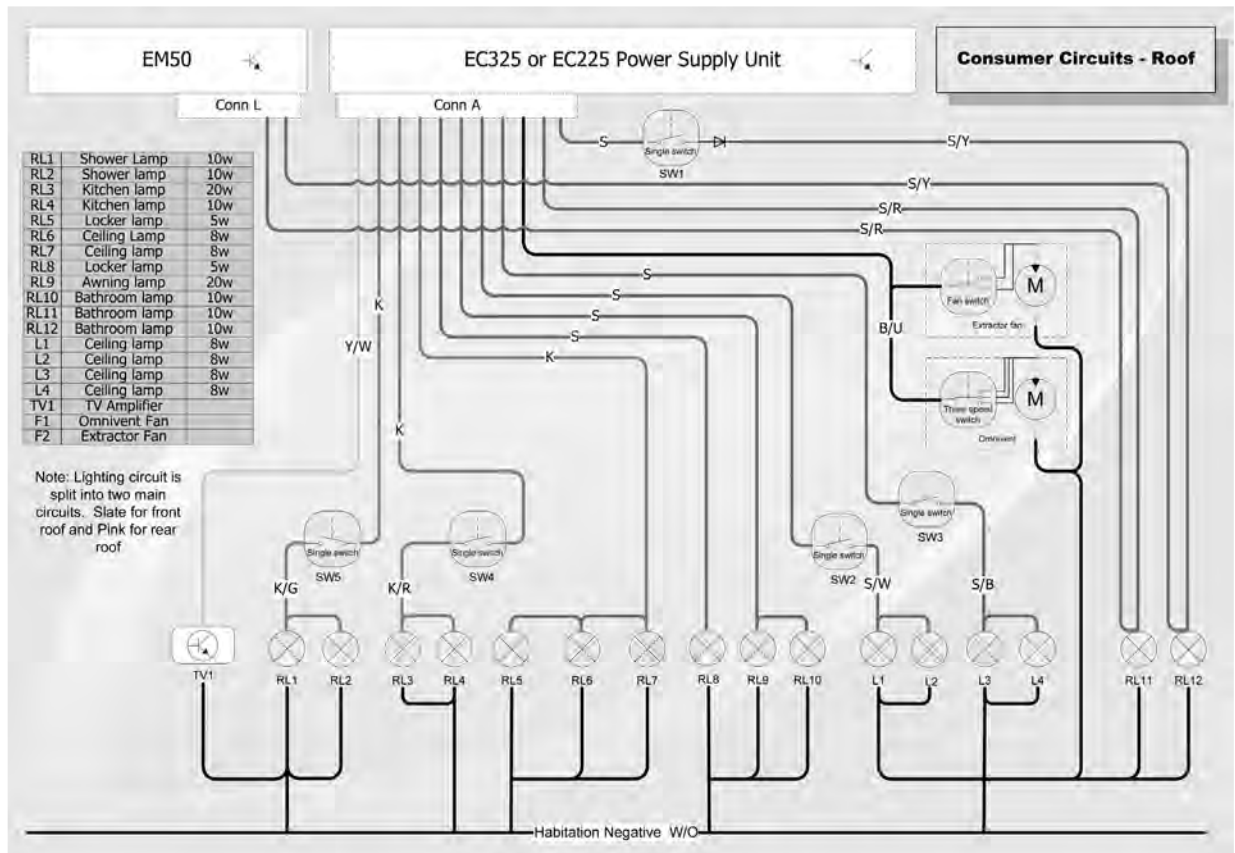 EM50
EC325 or EC225 Power Supply Unit
Consumer Circuits - Roof
Conn L
Conn A
RL1 Shower Lamp 10w
RL2 Shower lamp 10w
RL3 Kitchen lamp 20w
RL4 Kitchen lamp 10w
RL5 Locker lamp 5w
RL6 Ceiling Lamp 8w
RL7 Ceiling lamp 8w
RL8 Locker lamp 5w
RL9 Awning lamp 20w
RL10 Bathroom lamp 10w
RL11 Bathroom lamp 10w
RL12 Bathroom lamp 10w
L1 Ceiling lamp 8w
L2 Ceiling lamp 8w
L3 Ceiling lamp 8w
L4 Ceiling lamp 8w
TV1 TV Amplifier
F1 Omnivent Fan
F2 Extractor Fan
Note: Lighting circuit is
split into two main
circuits. Slate for front
roof and Pink for rear
roof
S
Single switch
SW1
S/Y
S/Y
S/R
S/R
S
S
S
S
K
K
Y/W
K
B/U
Fan switch
M
Extractor fan
Three speed
switch
M
Omnivent
Single switch
SW3
Single switch
SW5
Single switch
SW4
Single switch
SW2
K/G
K/R
S/W
S/B
TV1
RL1
RL2
RL3
RL4
RL5
RL6
RL7
RL8
RL9
RL10
L1
L2
L3
L4
RL11
RL12
Habitation Negative W/O